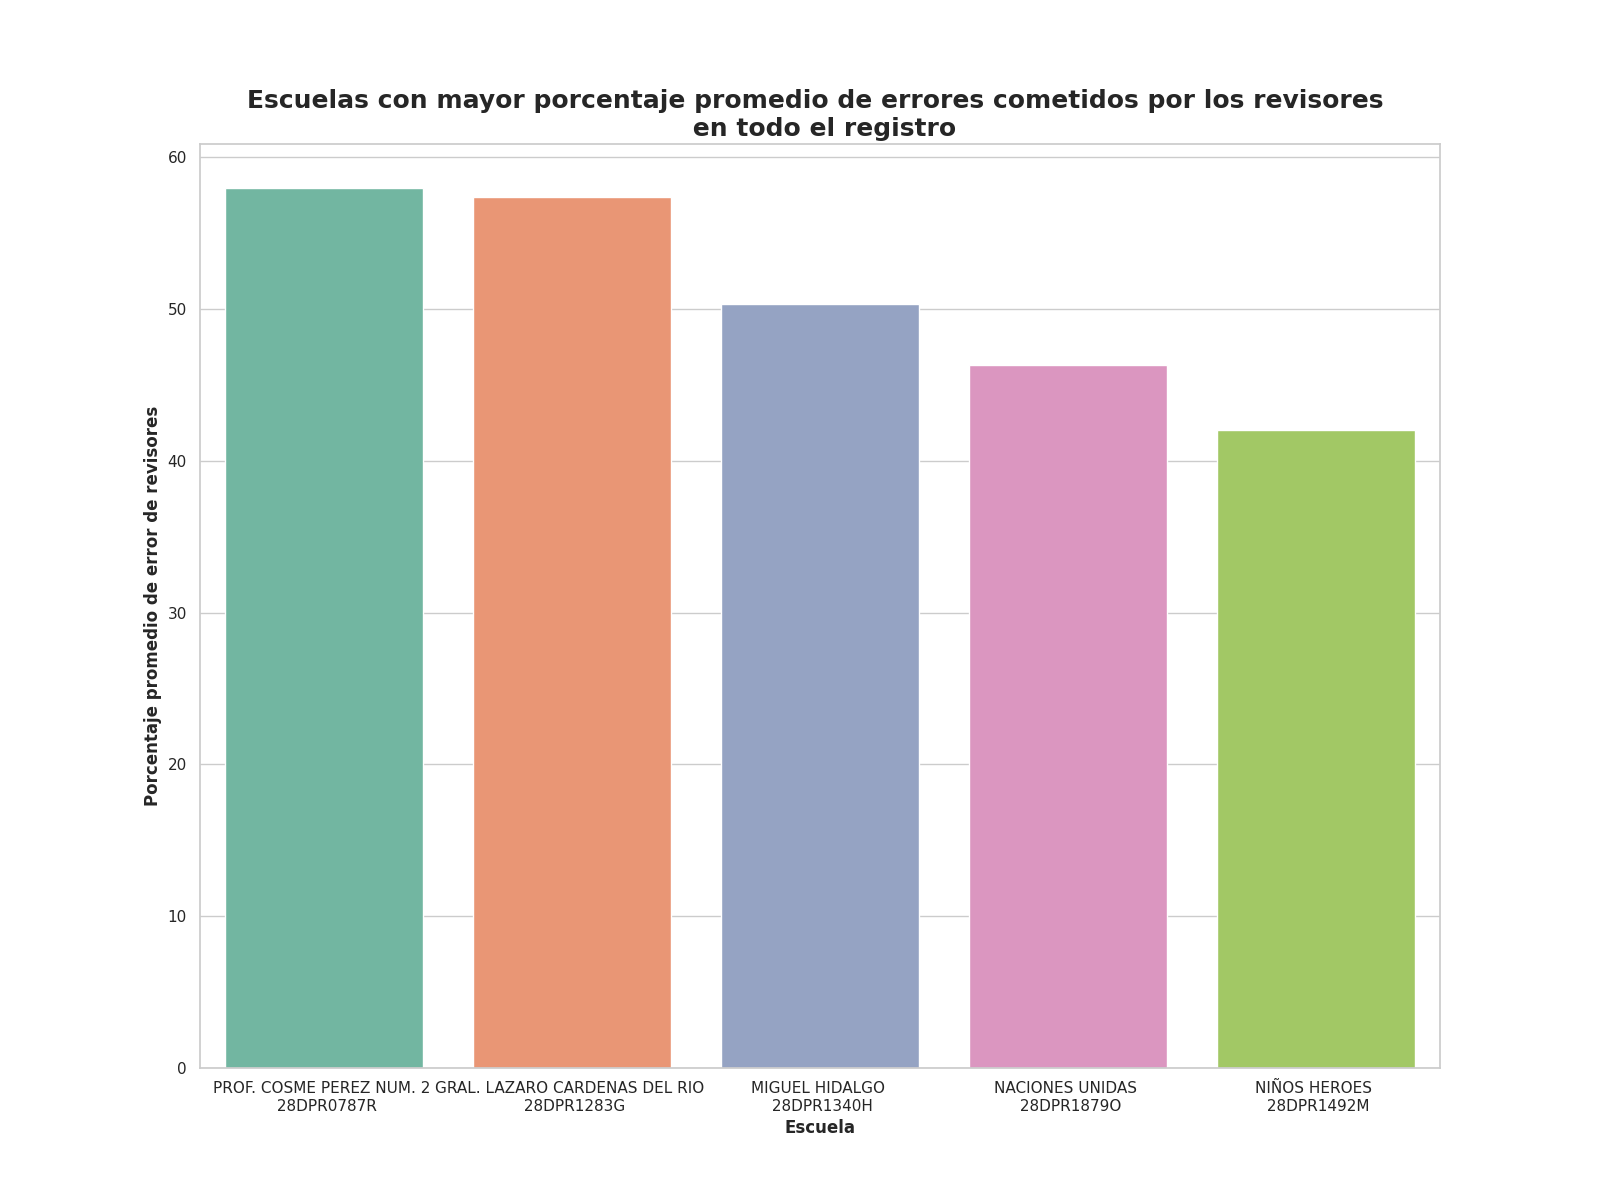 Escuelas con mayor porcentaje promedio de errores cometidos por los revisores
en todo el registro
Porcentaje promedio de error de revisores
60
50
40
30
20
10
0
PROF. COSME PEREZ NUM. 2
28DPR0787R
GRAL. LAZARO CARDENAS DEL RIO
28DPR1283G
MIGUEL HIDALGO
28DPR1340H
NACIONES UNIDAS
28DPR1879O
NIÑOS HEROES
28DPR1492M
Escuela